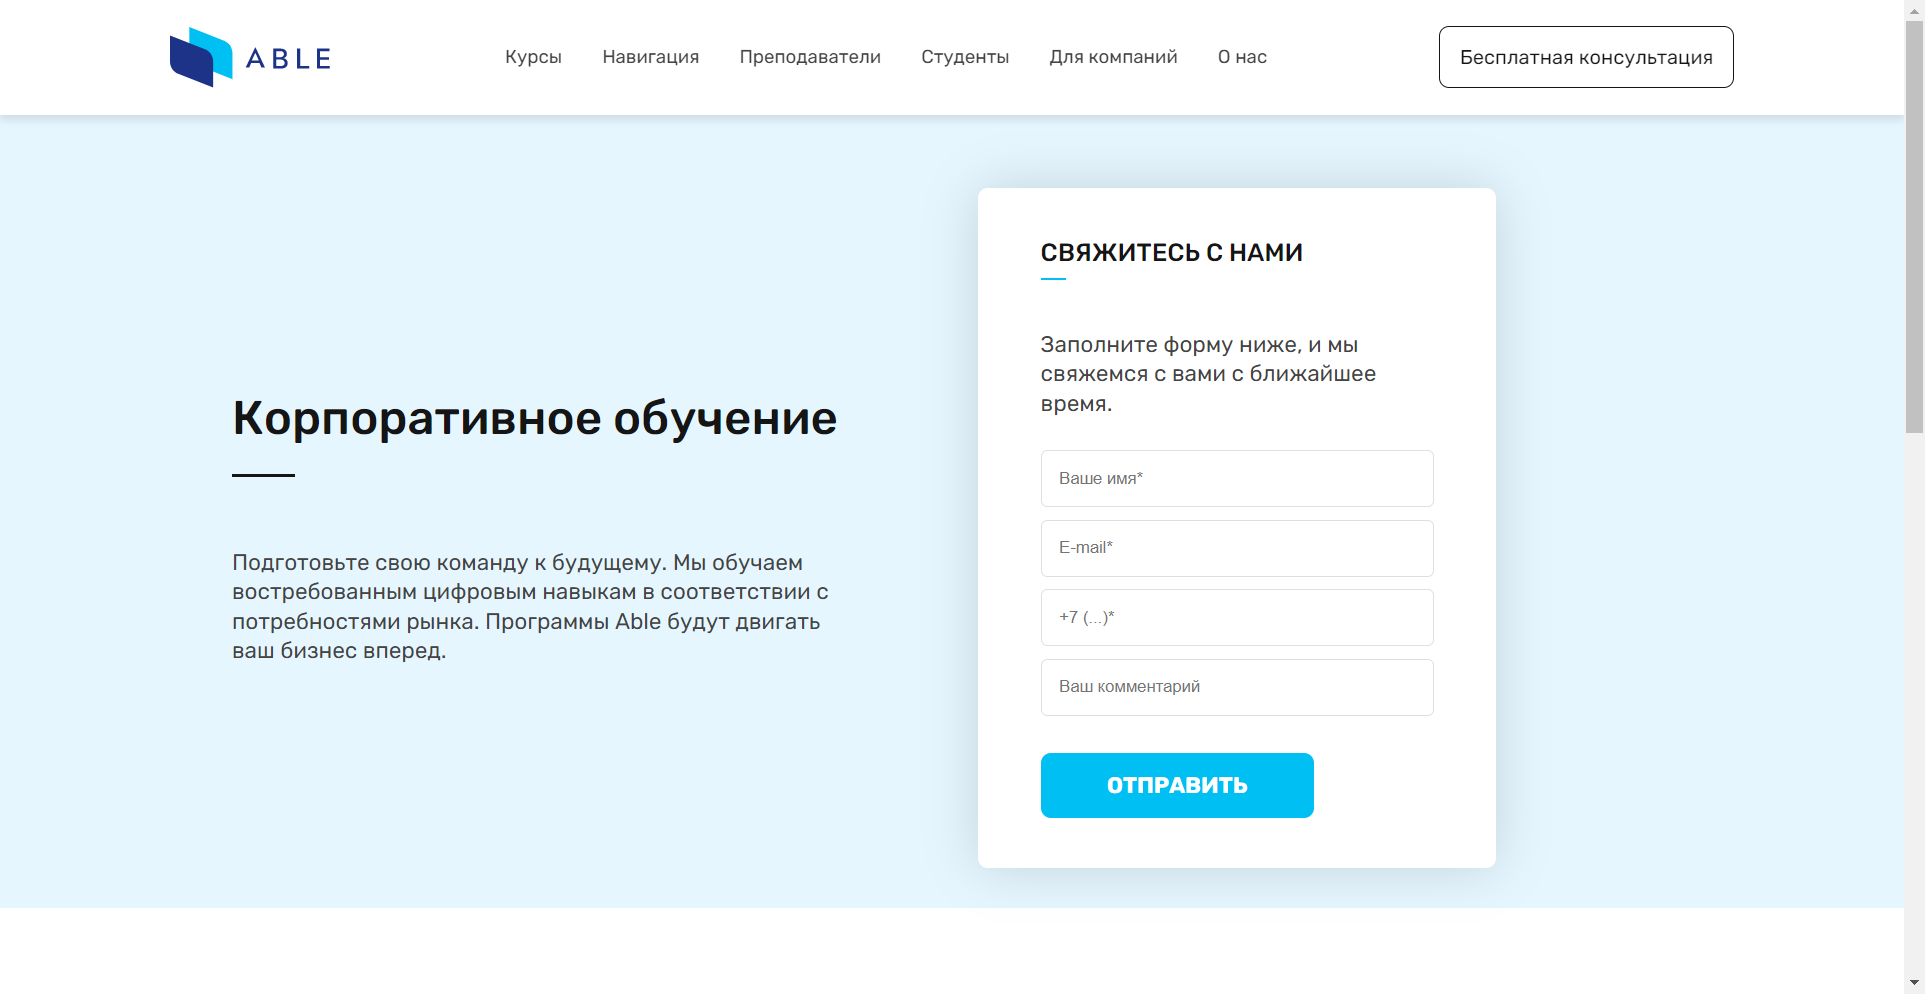 ABLE
Курсы
Навигация
Преподаватели
Студенты
Для компаний
О нас
Бесплатная консультация
Корпоративное обучение
Подготовьте свою команду к будущему. Мы обучаем
востребованным цифровым навыкам в соответствии с
потребностями рынка. Программы Able будут двигать
ваш бизнес вперед.
СВЯЖИТЕСЬ С НАМИ
Заполните форму ниже, и мы
свяжемся с вами с ближайшее
время.
Ваше имя*
E-mail*
+7 (...)*
Ваш комментарий
ОТПРАВИТЬ